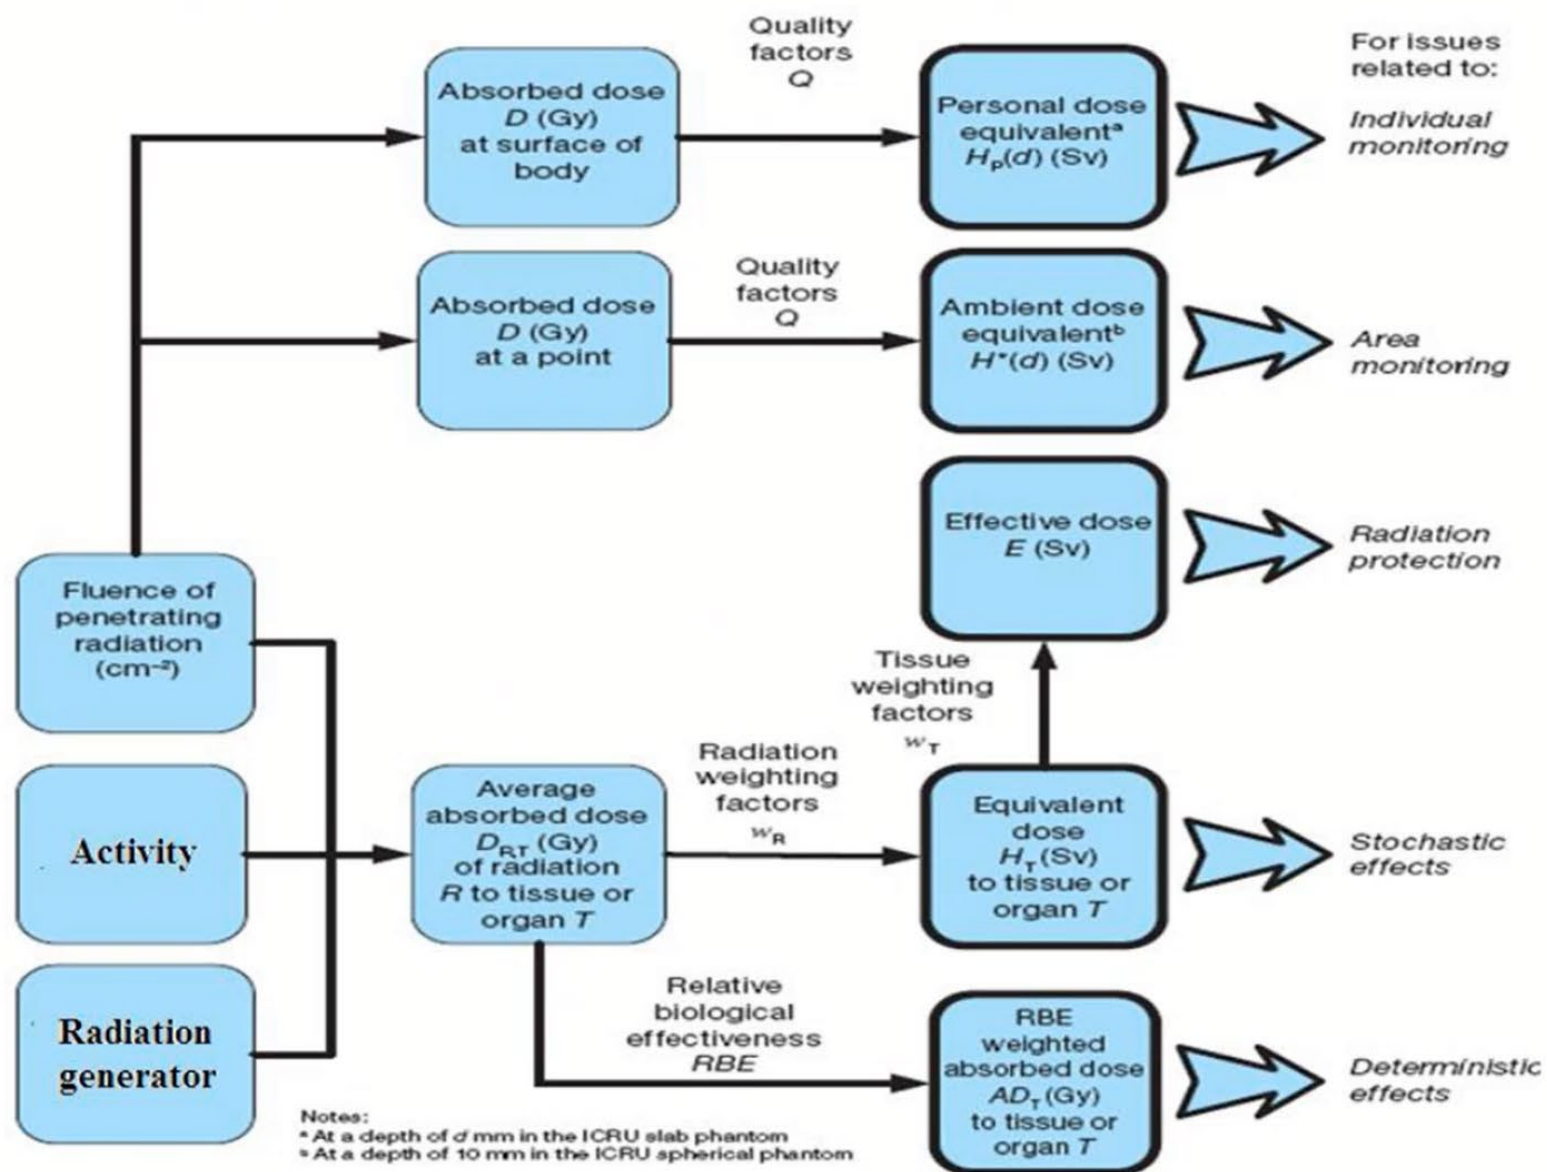 Quality
factors
Q
For issues
related to:
Absorbed dose
D (Gy)
at surface of
body
Personal dose
equivalentᵃ
Hₚ(d) (Sv)
Individual
monitoring
Quality
factors
Q
Absorbed dose
D (Gy)
at a point
Ambient dose
equivalentᵇ
H*(d) (Sv)
Area
monitoring
Effective dose
E (Sv)
Radiation
protection
Fluence of
penetrating
radiation
(cm⁻²)
Tissue
weighting
factors
wT
Activity
Average
absorbed dose
DR,T (Gy)
of radiation
R to tissue or
organ T
Radiation
weighting
factors
wR
Equivalent
dose
HT (Sv)
to tissue or
organ T
Stochastic
effects
Radiation
generator
Relative
biological
effectiveness
RBE
RBE
weighted
absorbed dose
ADT (Gy)
to tissue or
organ T
Deterministic
effects
Notes:
ᵃ At a depth of d mm in the ICRU slab phantom
ᵇ At a depth of 10 mm in the ICRU spherical phantom